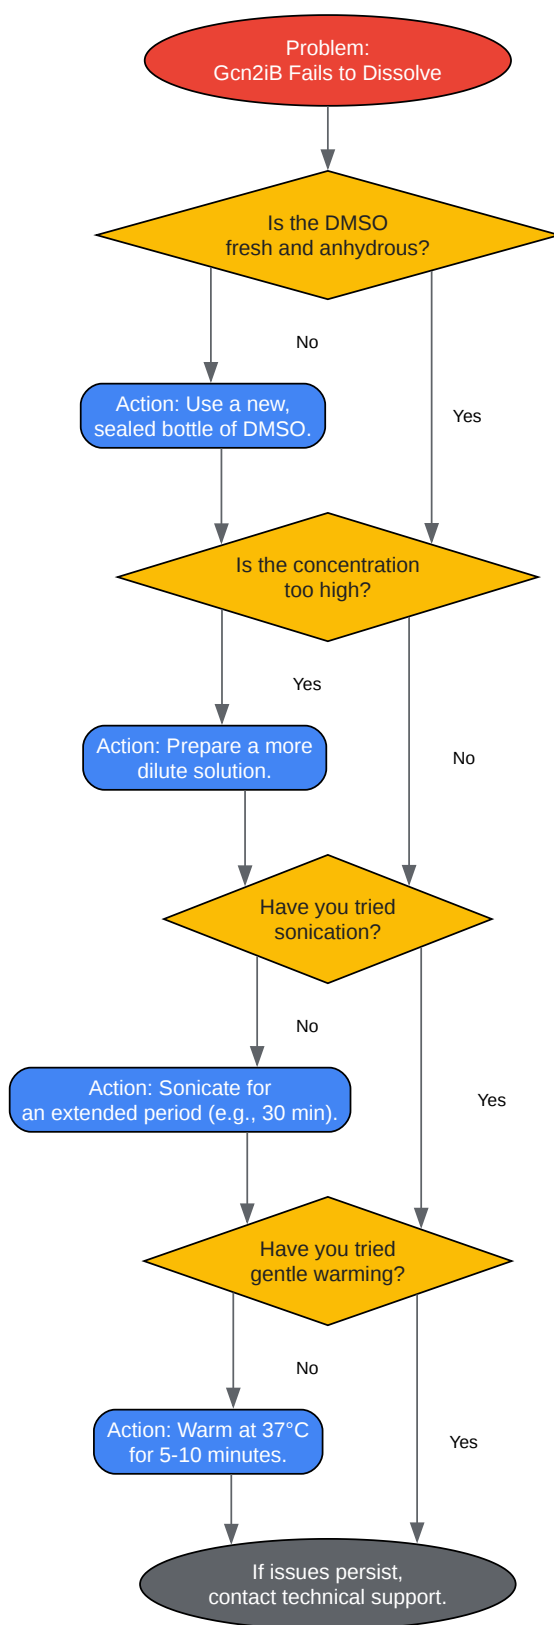 Problem:
Gcn2iB Fails to Dissolve
Is the DMSO
fresh and anhydrous?
No
Action: Use a new,
sealed bottle of DMSO.
Yes
Is the concentration
too high?
Yes
Action: Prepare a more
dilute solution.
No
Have you tried
sonication?
No
Action: Sonicate for
an extended period (e.g., 30 min).
Yes
Have you tried
gentle warming?
No
Action: Warm at 37°C
for 5-10 minutes.
Yes
If issues persist,
contact technical support.